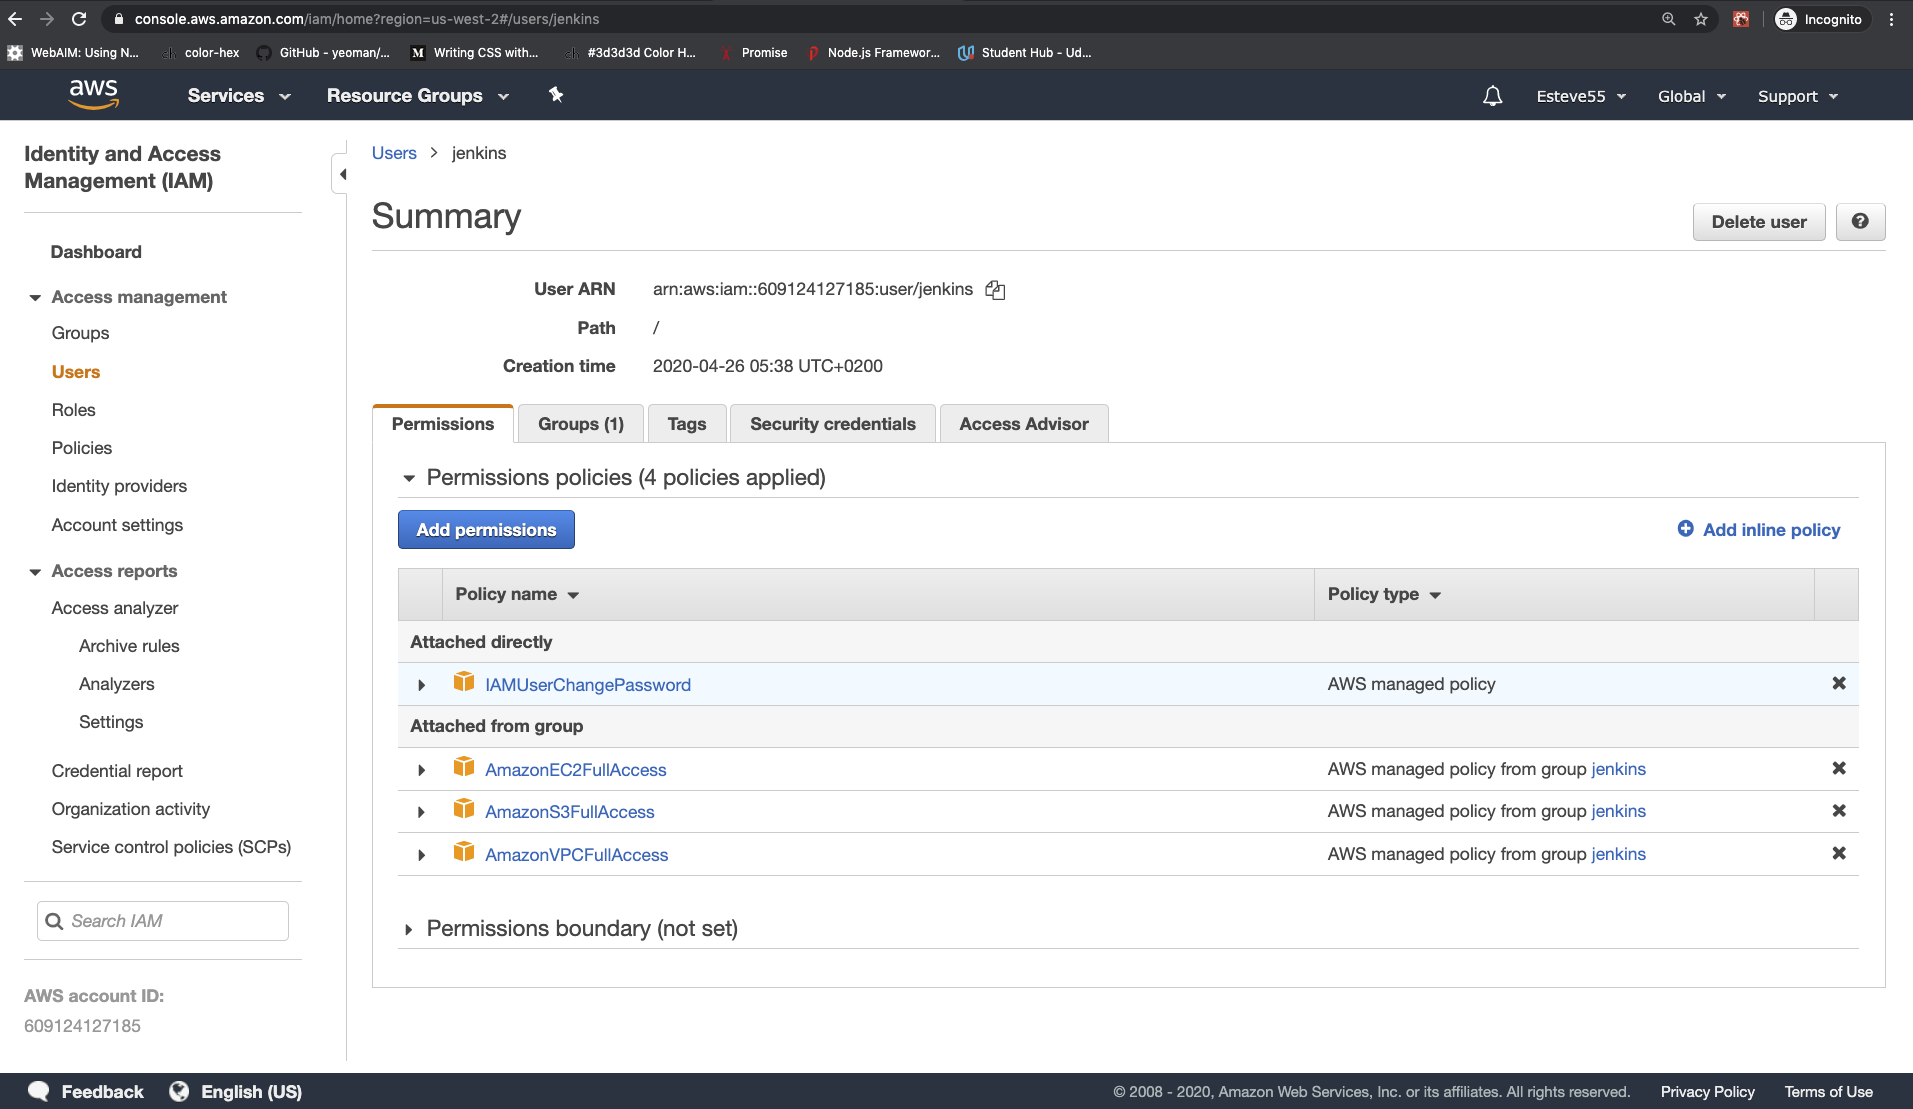 console.aws.amazon.com/iam/home?region=us-west-2#/users/jenkins
Incognito
WebAIM: Using N...
color-hex
GitHub - yeoman/...
Writing CSS with...
#3d3d3d Color H...
Promise
Node.js Framewor...
Student Hub - Ud...
aws
Services
Resource Groups
Esteve55
Global
Support
Identity and Access
Management (IAM)
Dashboard
Access management
Groups
Users
Roles
Policies
Identity providers
Account settings
Access reports
Access analyzer
Archive rules
Analyzers
Settings
Credential report
Organization activity
Service control policies (SCPs)
Search IAM
AWS account ID:
609124127185
Users > jenkins
Summary
Delete user
User ARN arn:aws:iam::609124127185:user/jenkins
Path /
Creation time 2020-04-26 05:38 UTC+0200
Permissions
Groups (1)
Tags
Security credentials
Access Advisor
Permissions policies (4 policies applied)
Add permissions
Add inline policy
Policy name
Policy type
Attached directly
IAMUserChangePassword AWS managed policy
Attached from group
AmazonEC2FullAccess AWS managed policy from group jenkins
AmazonS3FullAccess AWS managed policy from group jenkins
AmazonVPCFullAccess AWS managed policy from group jenkins
Permissions boundary (not set)
Feedback
English (US)
© 2008 - 2020, Amazon Web Services, Inc. or its affiliates. All rights reserved.
Privacy Policy
Terms of Use